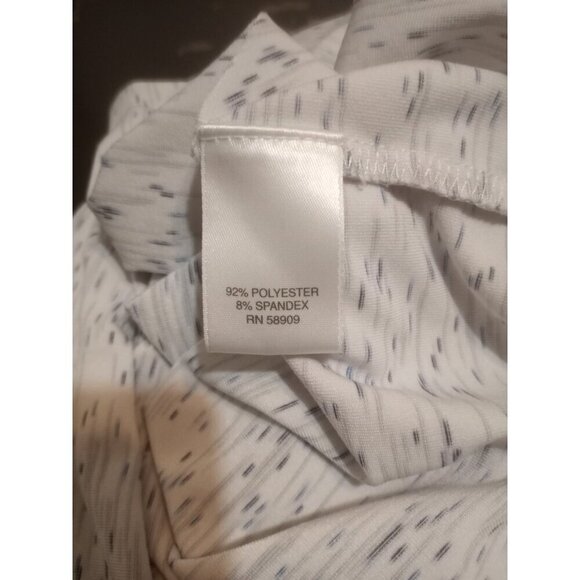 92% POLYESTER
8% SPANDEX
RN 58909